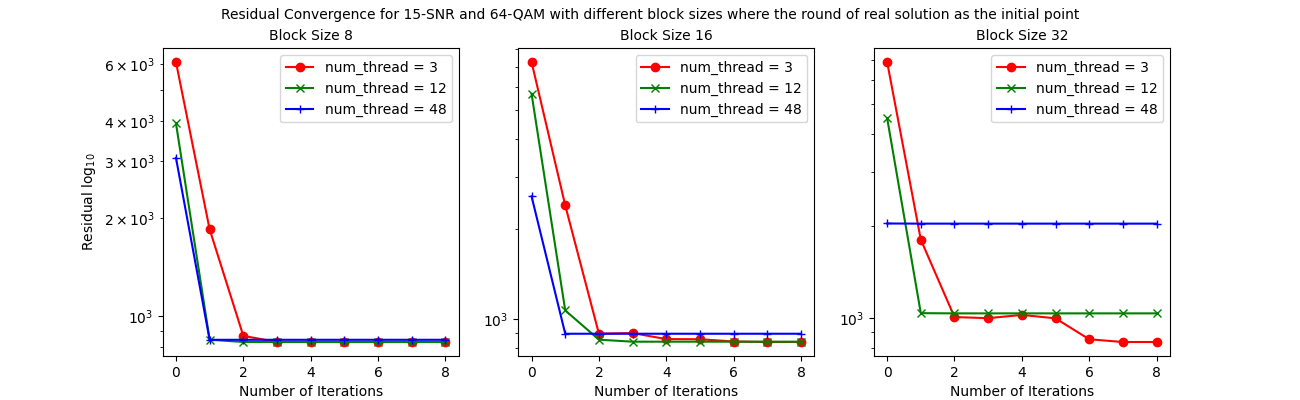 Residual Convergence for 15-SNR and 64-QAM with different block sizes where the round of real solution as the initial point
Block Size 8
Residual log₁₀
6 × 10³
4 × 10³
3 × 10³
2 × 10³
10³
num_thread = 3
num_thread = 12
num_thread = 48
0 2 4 6 8
Number of Iterations
Block Size 16
10³
num_thread = 3
num_thread = 12
num_thread = 48
0 2 4 6 8
Number of Iterations
Block Size 32
10³
num_thread = 3
num_thread = 12
num_thread = 48
0 2 4 6 8
Number of Iterations